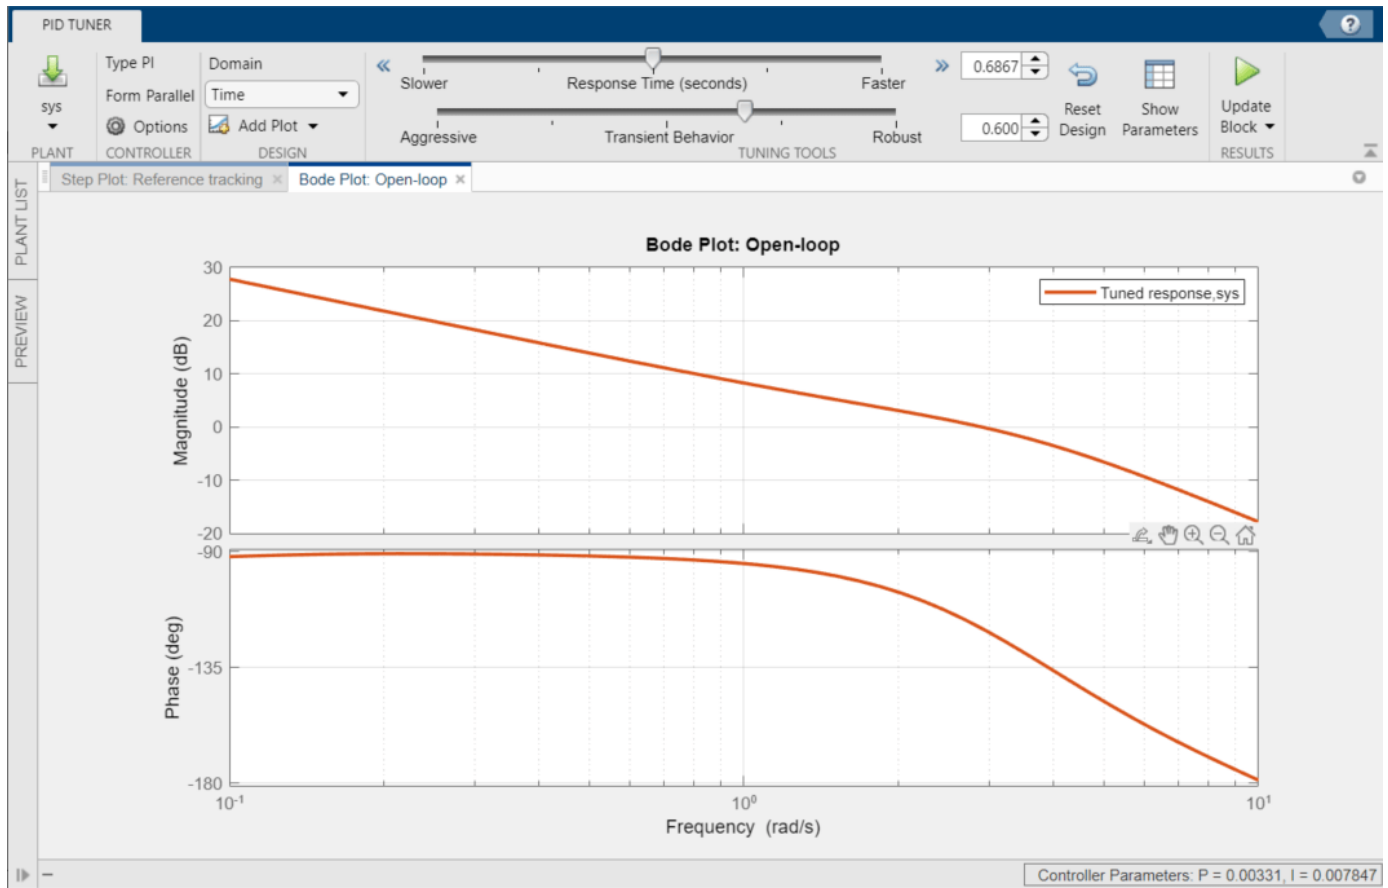 PID TUNER
?
Type PI
Domain
Slower
Response Time (seconds)
Faster
0.6867
sys
Form Parallel
Time
Options
Add Plot
Aggressive
Transient Behavior
Robust
0.600
Reset
Design
Show
Parameters
Update
Block
PLANT
CONTROLLER
DESIGN
TUNING TOOLS
RESULTS
PLANT LIST
PREVIEW
Step Plot: Reference tracking
Bode Plot: Open-loop
Bode Plot: Open-loop
Tuned response,sys
Magnitude (dB)
30
20
10
0
-10
-20
Phase (deg)
-90
-135
-180
10⁻¹
10⁰
10¹
Frequency (rad/s)
Controller Parameters: P = 0.00331, I = 0.007847